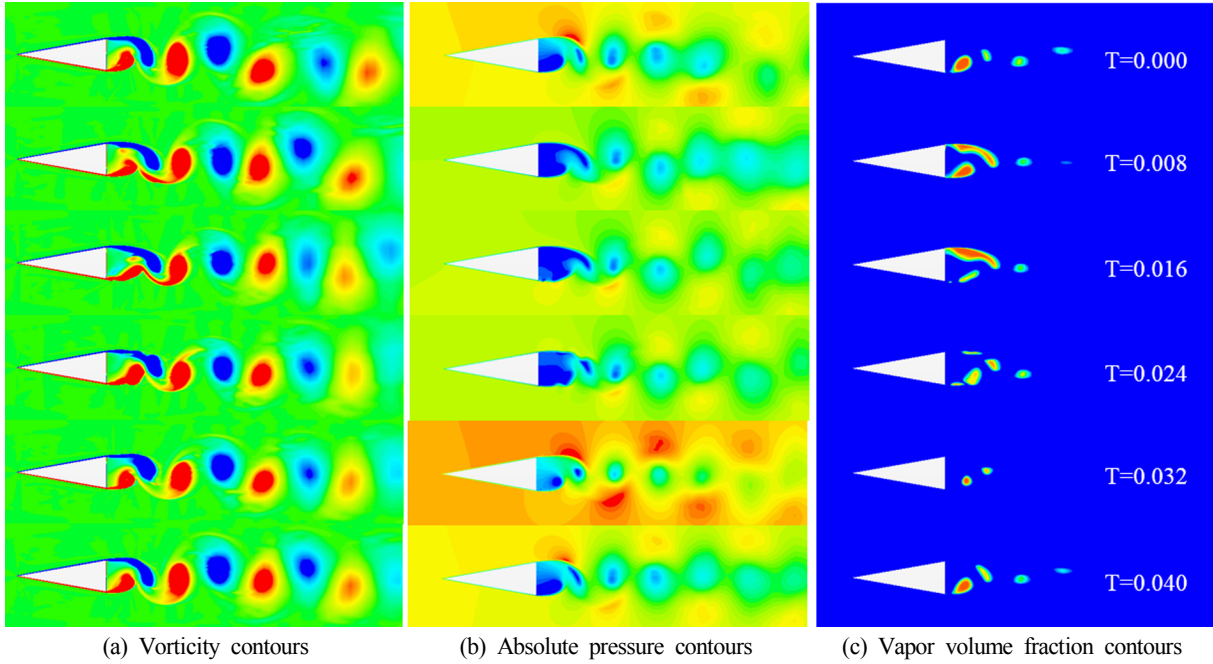 T=0.000
T=0.008
T=0.016
T=0.024
T=0.032
T=0.040
(a) Vorticity contours
(b) Absolute pressure contours
(c) Vapor volume fraction contours